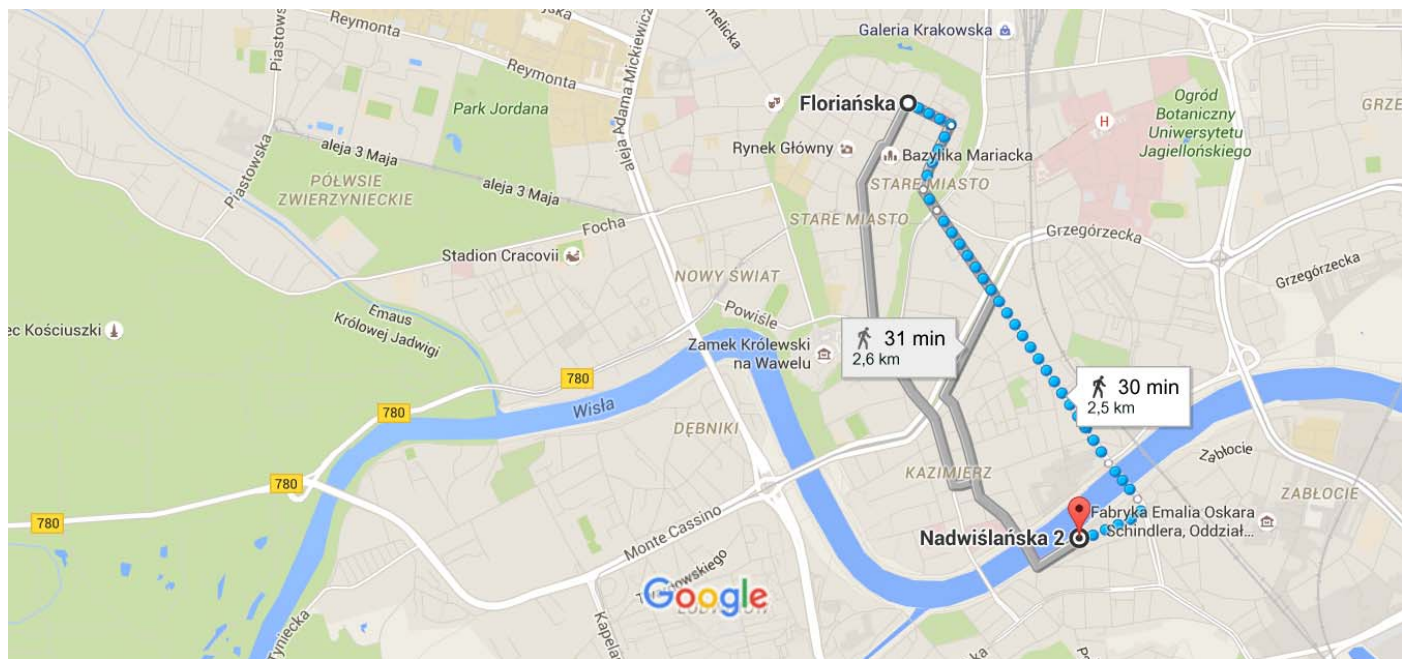 Piastowska
Reymonta
Reymonta
aleja Adama Mickiewicza
Galeria Krakowska
Park Jordana
Floriańska
Ogród
Botaniczny
Uniwersytetu
Jagiellońskiego
H
Piastowska
aleja 3 Maja
aleja 3 Maja
Rynek Główny
Bazylika Mariacka
PÓŁWSIE
ZWIERZYNIECKIE
STARE MIASTO
STARE MIASTO
Focha
Grzegórzecka
Stadion Cracovii
Grzegórzecka
NOWY ŚWIAT
Emaus
Królowej Jadwigi
Powiśle
ec Kościuszki
Zamek Królewski
na Wawelu
31 min
2,6 km
780
780
780
780
Wisła
30 min
2,5 km
DĘBNIKI
KAZIMIERZ
Zabłocie
ZABŁOCIE
Monte Cassino
Nadwiślańska 2
Fabryka Emalia Oskara
Schindlera, Oddział...
Google
Tyniecka